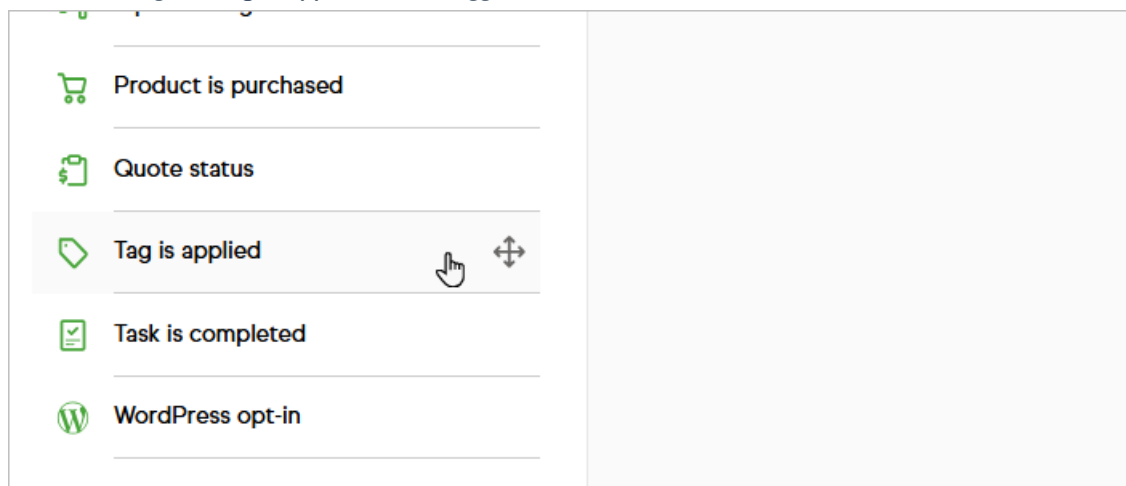 Product is purchased
Quote status
Tag is applied
Task is completed
WordPress opt-in